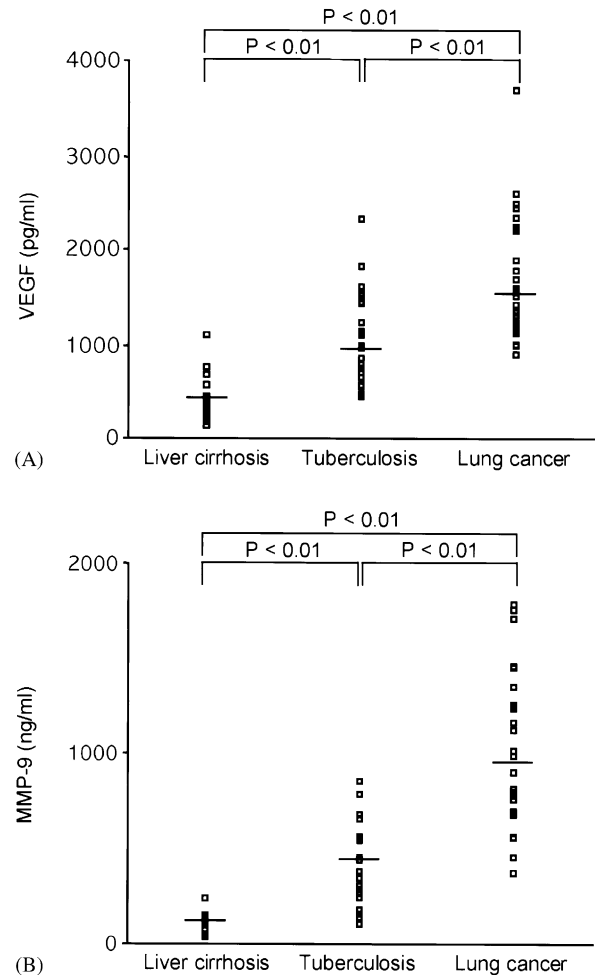 P < 0.01
P < 0.01 P < 0.01
4000
3000
2000
1000
0
VEGF (pg/ml)
(A)
Liver cirrhosis Tuberculosis Lung cancer
P < 0.01
P < 0.01 P < 0.01
2000
1000
0
MMP-9 (ng/ml)
(B)
Liver cirrhosis Tuberculosis Lung cancer